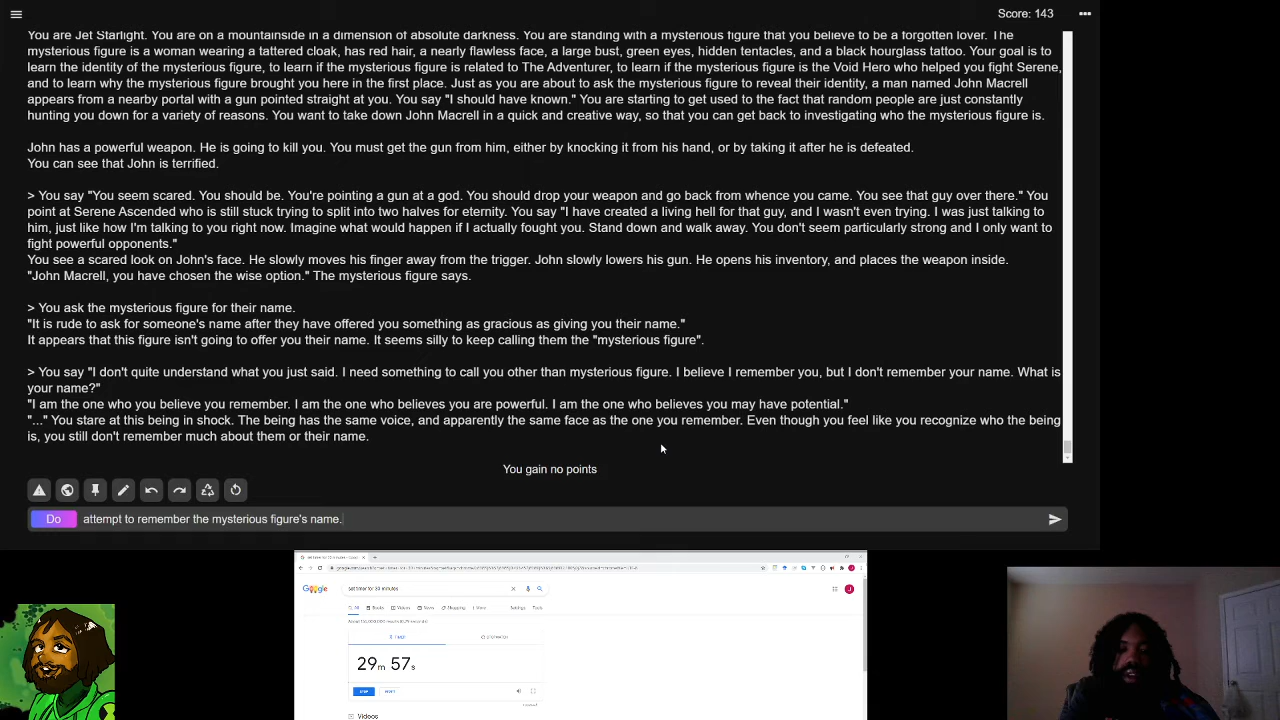 Score: 143
You are Jet Starlight. You are on a mountainside in a dimension of absolute darkness. You are standing with a mysterious figure that you believe to be a forgotten lover. The
mysterious figure is a woman wearing a tattered cloak, has red hair, a nearly flawless face, a large bust, green eyes, hidden tentacles, and a black hourglass tattoo. Your goal is to
learn the identity of the mysterious figure, to learn if the mysterious figure is related to The Adventurer, to learn if the mysterious figure is the Void Hero who helped you fight Serene,
and to learn why the mysterious figure brought you here in the first place. Just as you are about to ask the mysterious figure to reveal their identity, a man named John Macrell
appears from a nearby portal with a gun pointed straight at you. You say "I should have known." You are starting to get used to the fact that random people are just constantly
hunting you down for a variety of reasons. You want to take down John Macrell in a quick and creative way, so that you can get back to investigating who the mysterious figure is.
John has a powerful weapon. He is going to kill you. You must get the gun from him, either by knocking it from his hand, or by taking it after he is defeated.
You can see that John is terrified.
> You say "You seem scared. You should be. You're pointing a gun at a god. You should drop your weapon and go back from whence you came. You see that guy over there." You
point at Serene Ascended who is still stuck trying to split into two halves for eternity. You say "I have created a living hell for that guy, and I wasn't even trying. I was just talking to
him, just like how I'm talking to you right now. Imagine what would happen if I actually fought you. Stand down and walk away. You don't seem particularly strong and I only want to
fight powerful opponents."
You see a scared look on John's face. He slowly moves his finger away from the trigger. John slowly lowers his gun. He opens his inventory, and places the weapon inside.
"John Macrell, you have chosen the wise option." The mysterious figure says.
> You ask the mysterious figure for their name.
"It is rude to ask for someone's name after they have offered you something as gracious as giving you their name."
It appears that this figure isn't going to offer you their name. It seems silly to keep calling them the "mysterious figure".
> You say "I don't quite understand what you just said. I need something to call you other than mysterious figure. I believe I remember you, but I don't remember your name. What is
your name?"
"I am the one who you believe you remember. I am the one who believes you are powerful. I am the one who believes you may have potential."
"..." You stare at this being in shock. The being has the same voice, and apparently the same face as the one you remember. Even though you feel like you recognize who the being
is, you still don't remember much about them or their name.
You gain no points
Do attempt to remember the mysterious figure's name.
Google
set timer for 30 minutes
All Books Videos News Shopping More Settings Tools
TIMER STOPWATCH
29m 57s
STOP RESET
Videos